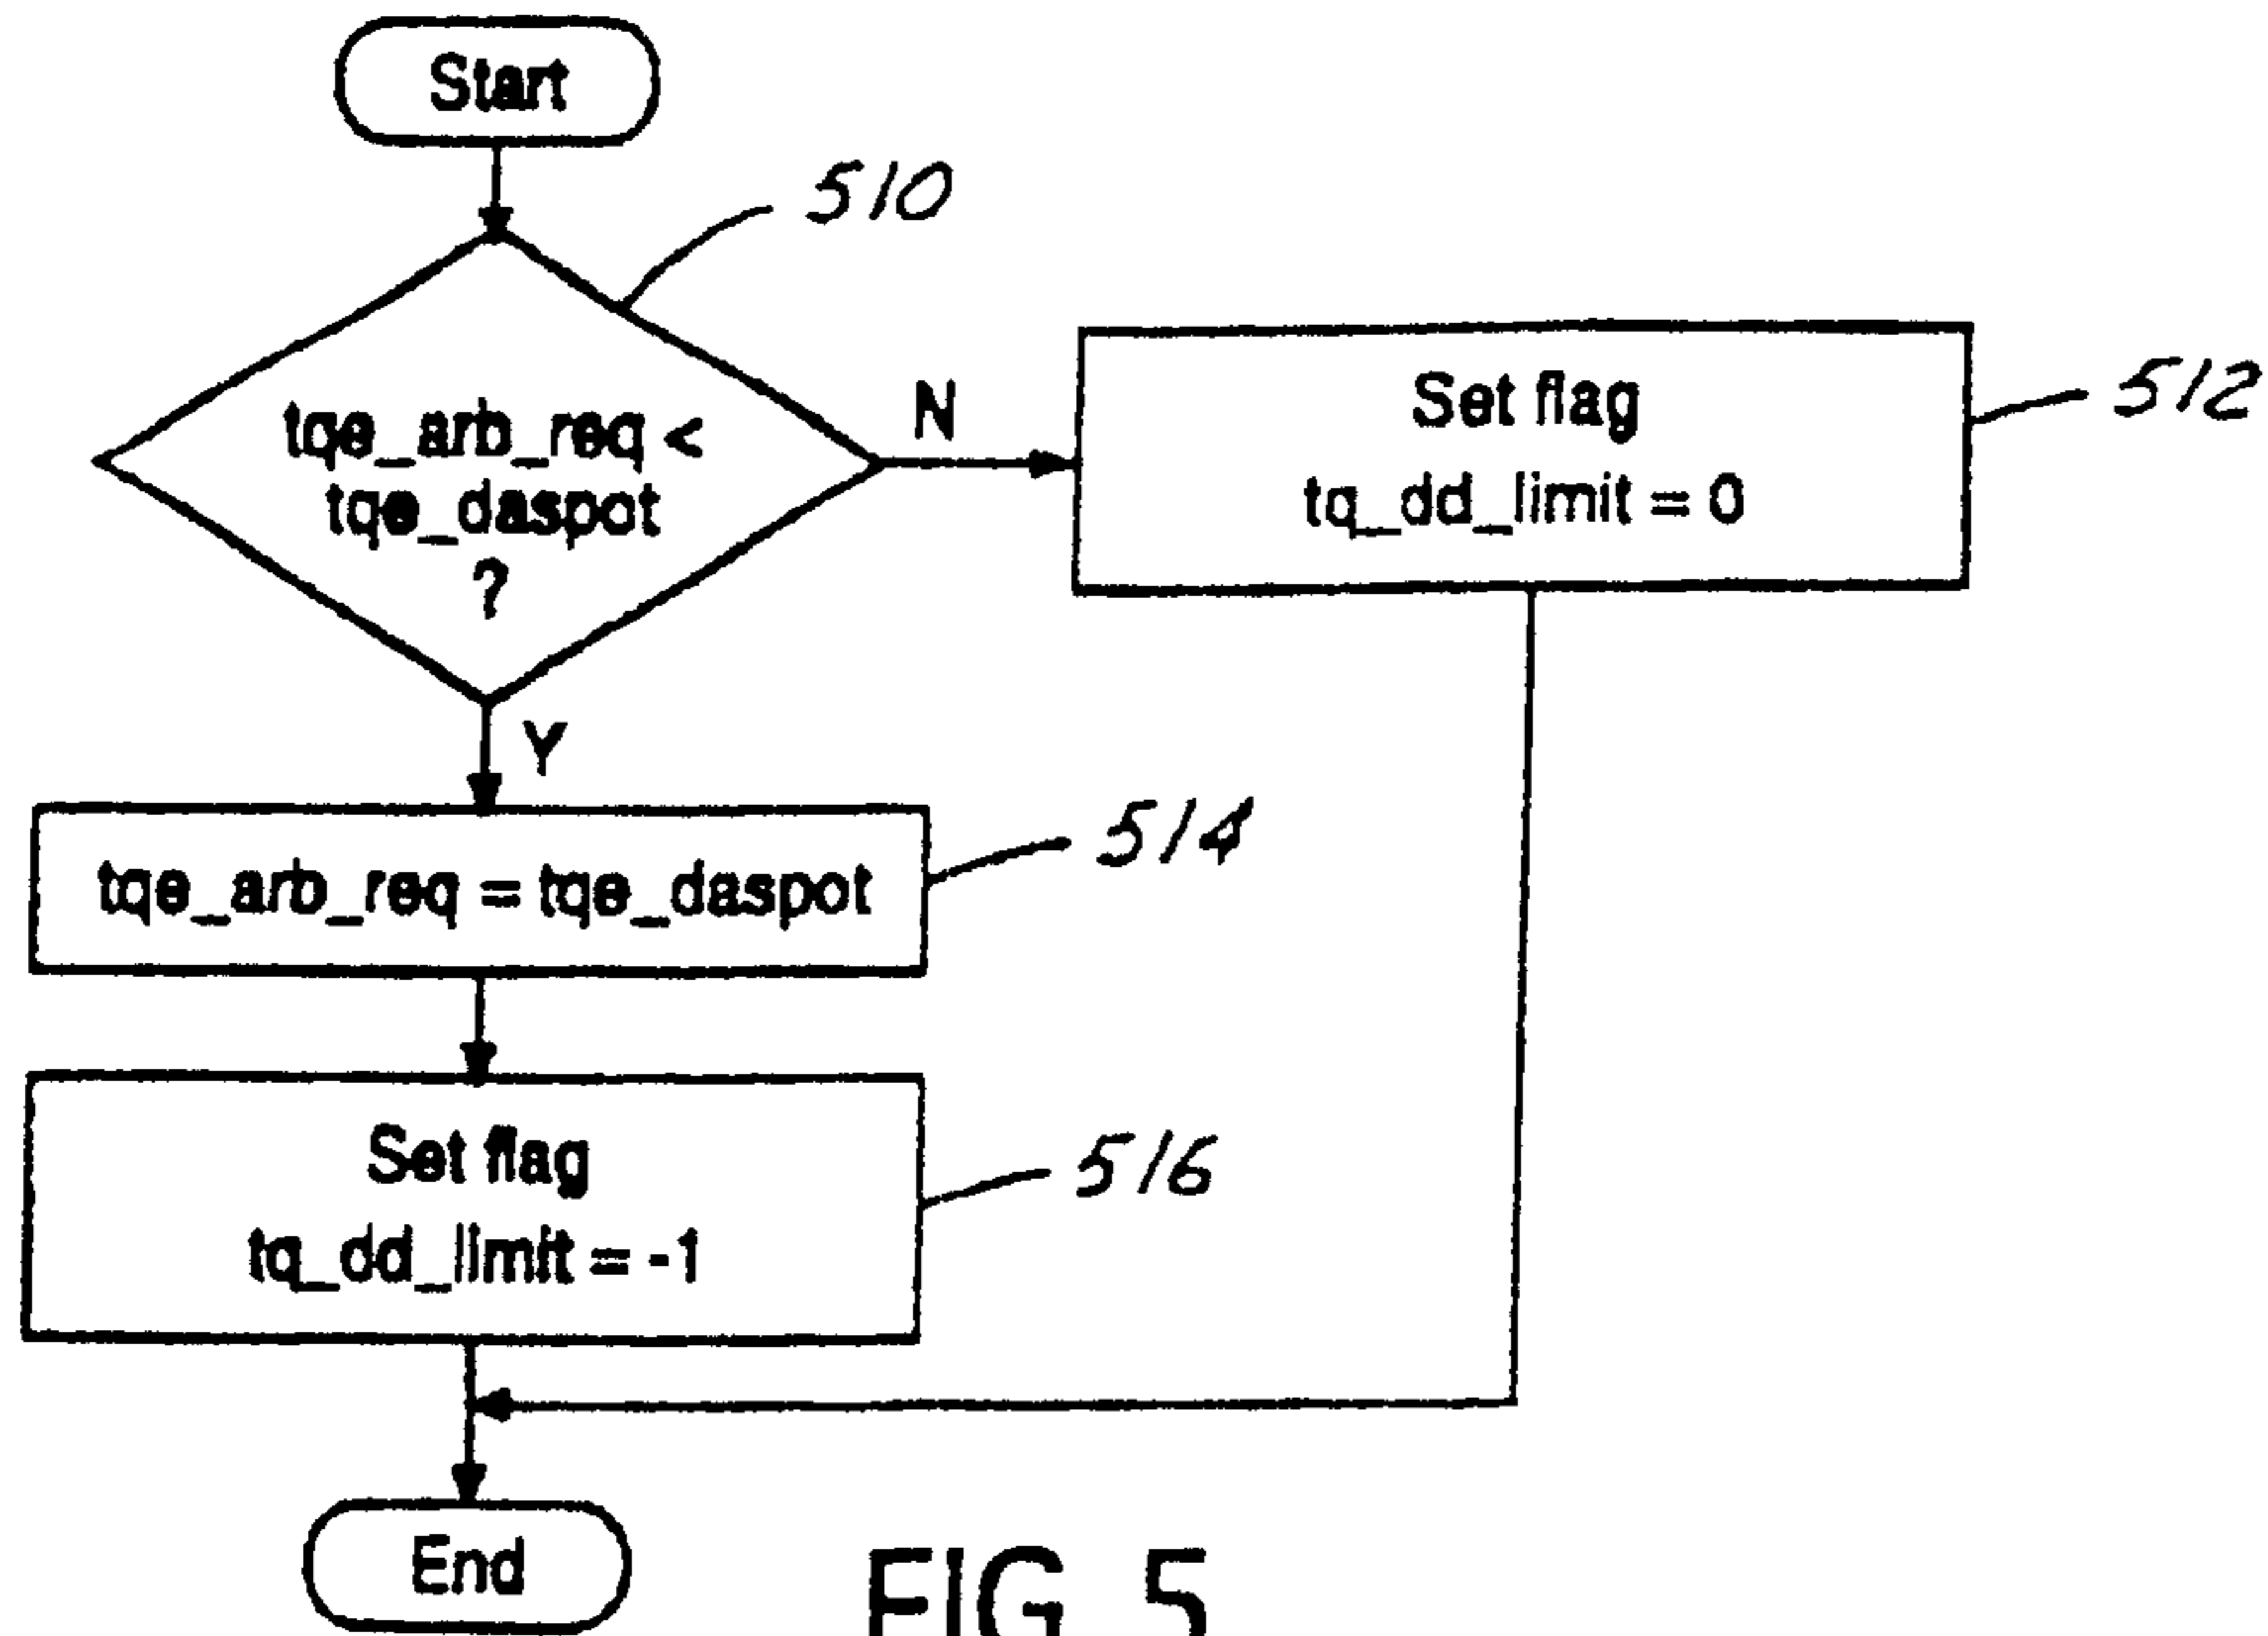 Start
510
tqe_arb_req <
tqe_daspot
?
N
Set flag
tq_dd_limit = 0
512
Y
tqe_arb_req = tqe_daspot
514
Set flag
tq_dd_limit = -1
516
End
FIG. 5